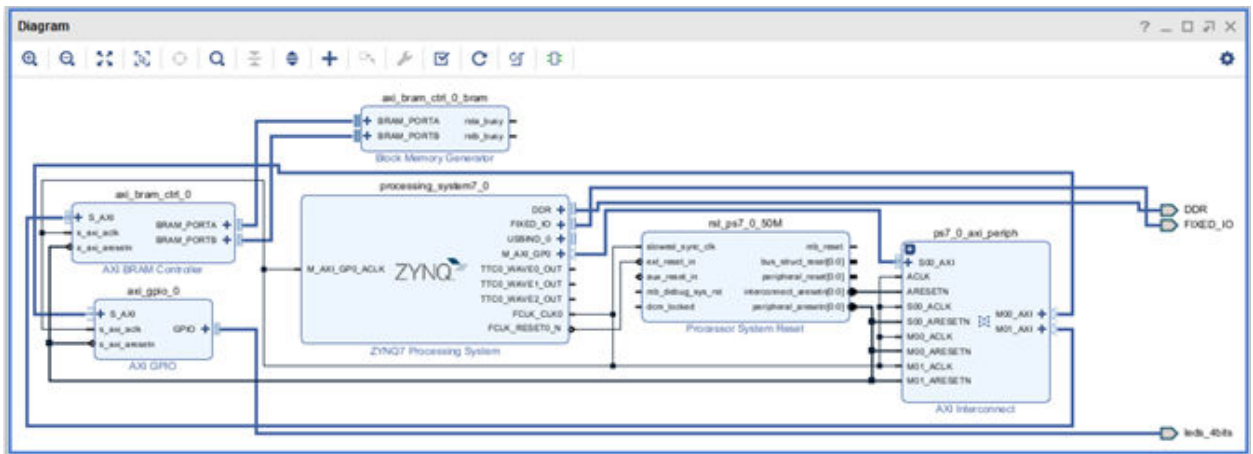 Diagram
axi_bram_ctrl_0_bram
BRAM_PORTA rsta_busy
BRAM_PORTB rstb_busy
Block Memory Generator
axi_bram_ctrl_0
S_AXI
s_axi_aclk
s_axi_aresetn
BRAM_PORTA
BRAM_PORTB
AXI BRAM Controller
axi_gpio_0
S_AXI
s_axi_aclk
s_axi_aresetn
GPIO
AXI GPIO
processing_system7_0
M_AXI_GP0_ACLK
ZYNQ
DDR
FIXED_IO
USBIND_0
M_AXI_GP0
TTC0_WAVE0_OUT
TTC0_WAVE1_OUT
TTC0_WAVE2_OUT
FCLK_CLK0
FCLK_RESET0_N
ZYNQ7 Processing System
rst_ps7_0_50M
slowest_sync_clk
ext_reset_in
aux_reset_in
mb_debug_sys_rst
dcm_locked
mb_reset
bus_struct_reset[0:0]
peripheral_reset[0:0]
interconnect_aresetn[0:0]
peripheral_aresetn[0:0]
Processor System Reset
ps7_0_axi_periph
S00_AXI
ACLK
ARESETN
S00_ACLK
S00_ARESETN
M00_ACLK
M00_ARESETN
M01_ACLK
M01_ARESETN
M00_AXI
M01_AXI
AXI Interconnect
DDR
FIXED_IO
leds_4bits